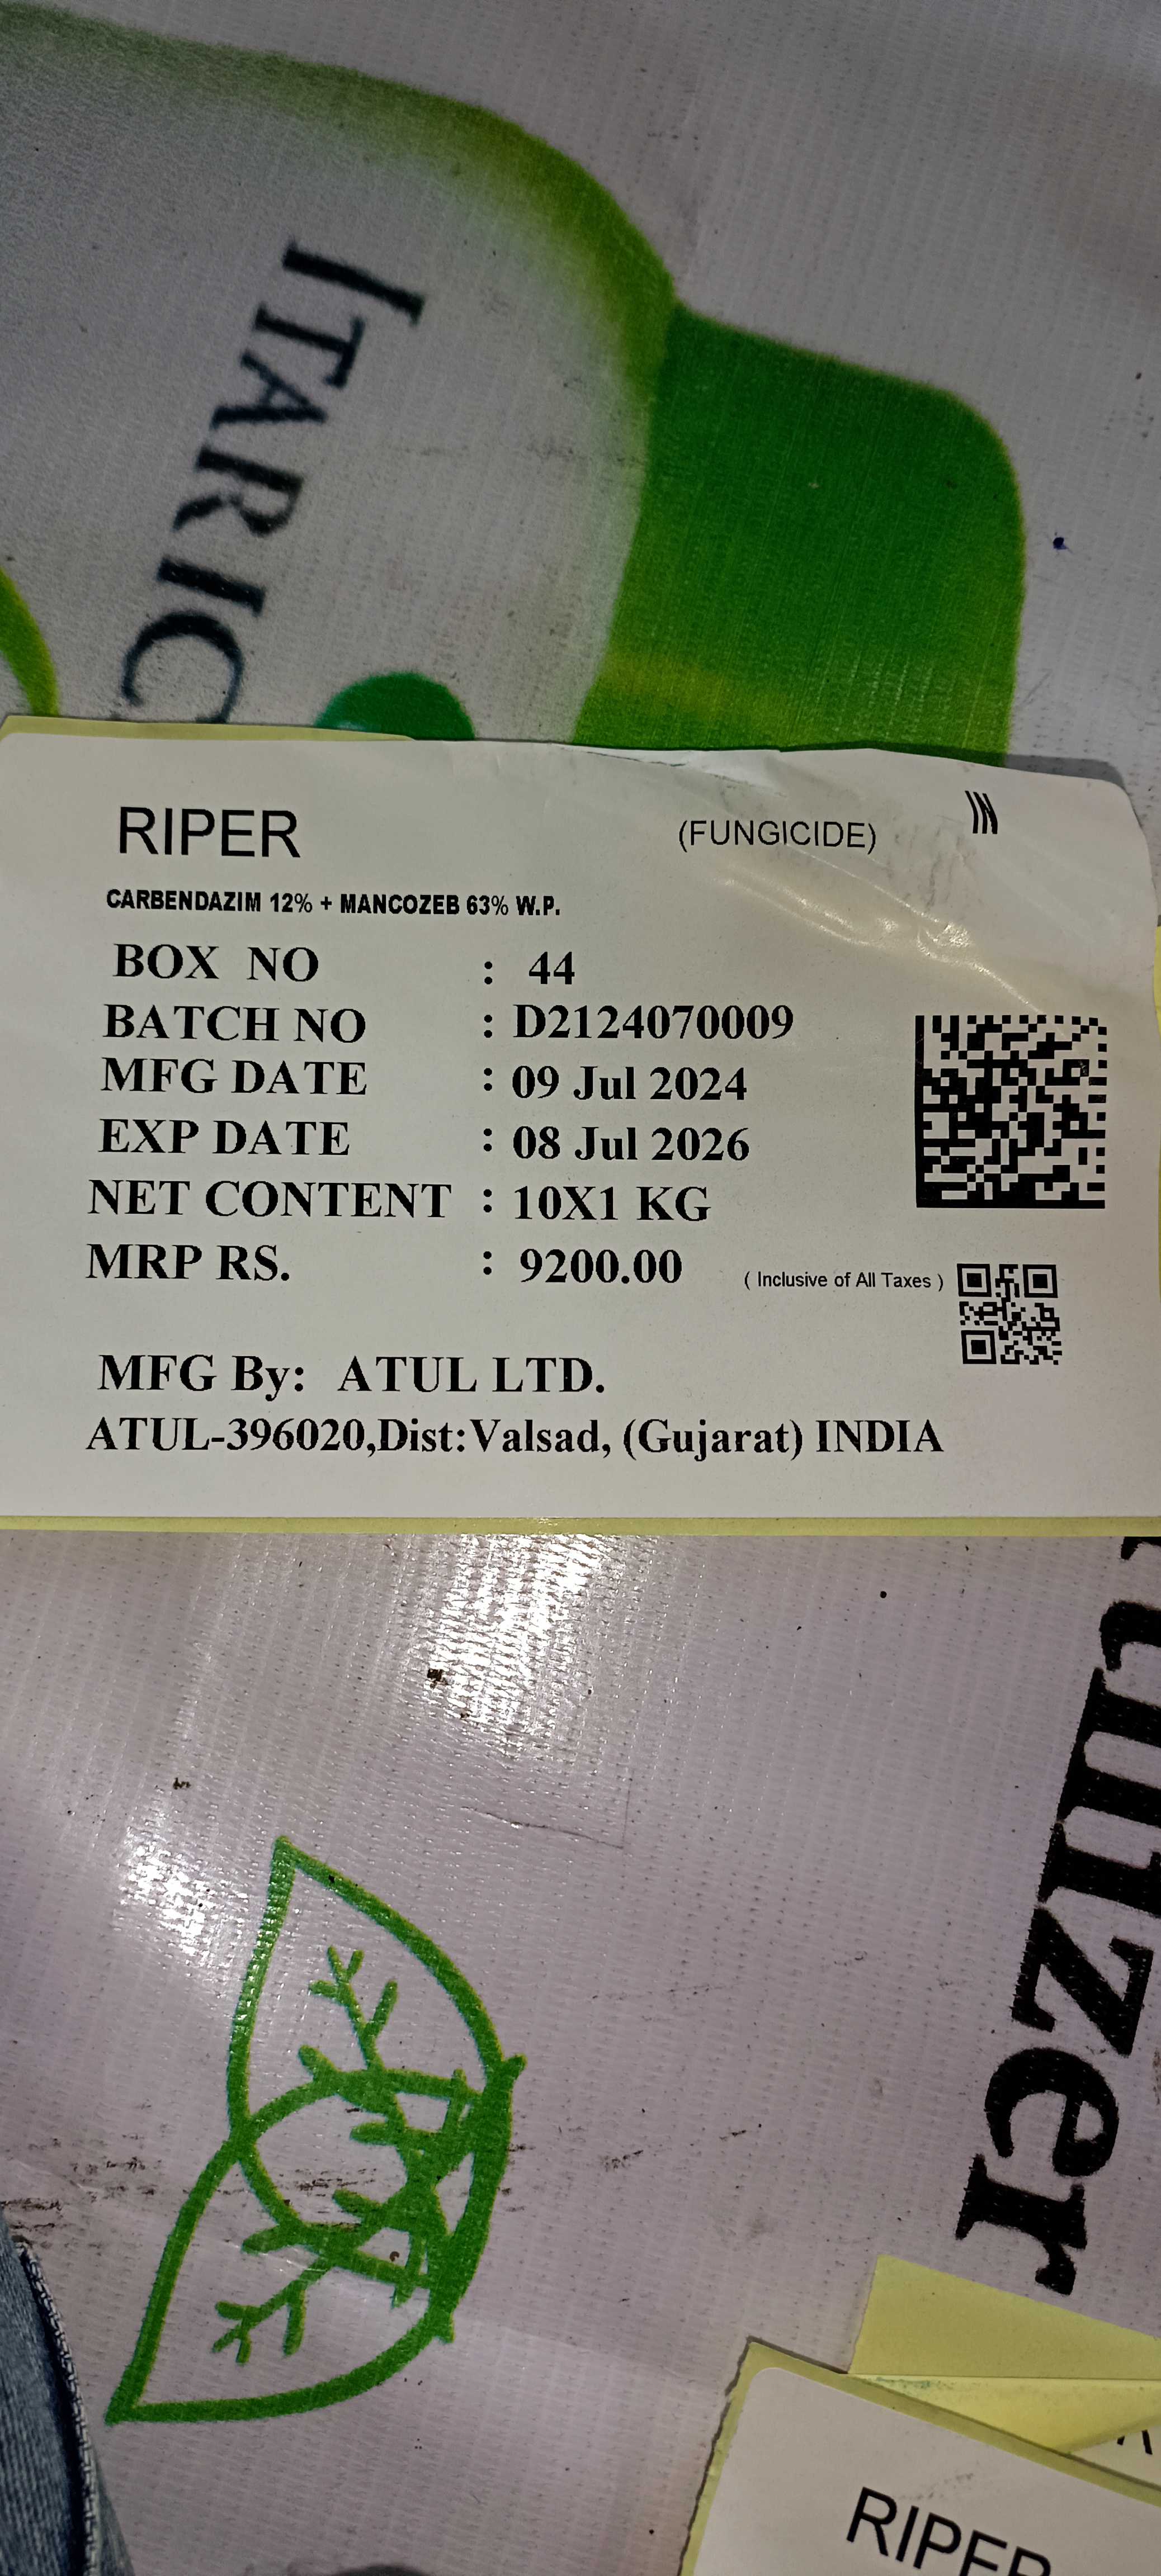 ITARIC
RIPER (FUNGICIDE)
CARBENDAZIM 12% + MANCOZEB 63% W.P.
BOX NO : 44
BATCH NO : D2124070009
MFG DATE : 09 Jul 2024
EXP DATE : 08 Jul 2026
NET CONTENT : 10X1 KG
MRP RS. : 9200.00 ( Inclusive of All Taxes )
MFG By: ATUL LTD.
ATUL-396020,Dist:Valsad, (Gujarat) INDIA
RIPER